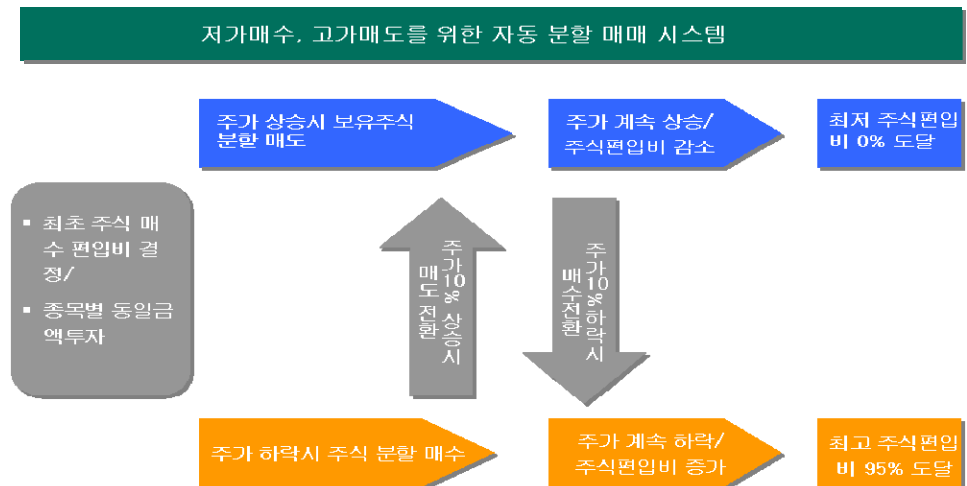 저가매수, 고가매도를 위한 자동 분할 매매 시스템
주가 상승시 보유주식
분할 매도
주가 계속 상승/
주식편입비 감소
최저 주식편입
비 0% 도달
▪ 최초 주식 매
수 편입비 결
정/
▪ 종목별 동일금
액투자
주가10% 상승시
매도 전환
주가10%하락시
매수전환
주가 하락시 주식 분할 매수
주가 계속 하락/
주식편입비 증가
최고 주식편입
비 95% 도달